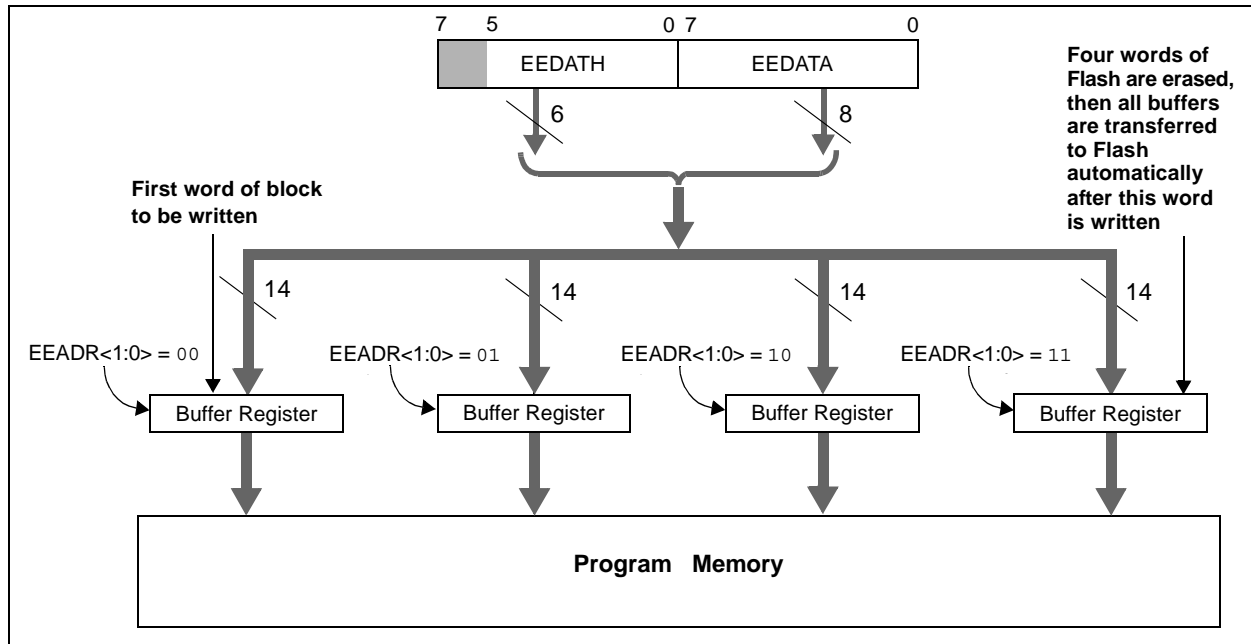 7 5 0 7 0
EEDATH EEDATA
6 8
First word of block
to be written
Four words of
Flash are erased,
then all buffers
are transferred
to Flash
automatically
after this word
is written
14 14 14 14
EEADR<1:0> = 00 EEADR<1:0> = 01 EEADR<1:0> = 10 EEADR<1:0> = 11
Buffer Register Buffer Register Buffer Register Buffer Register
Program Memory